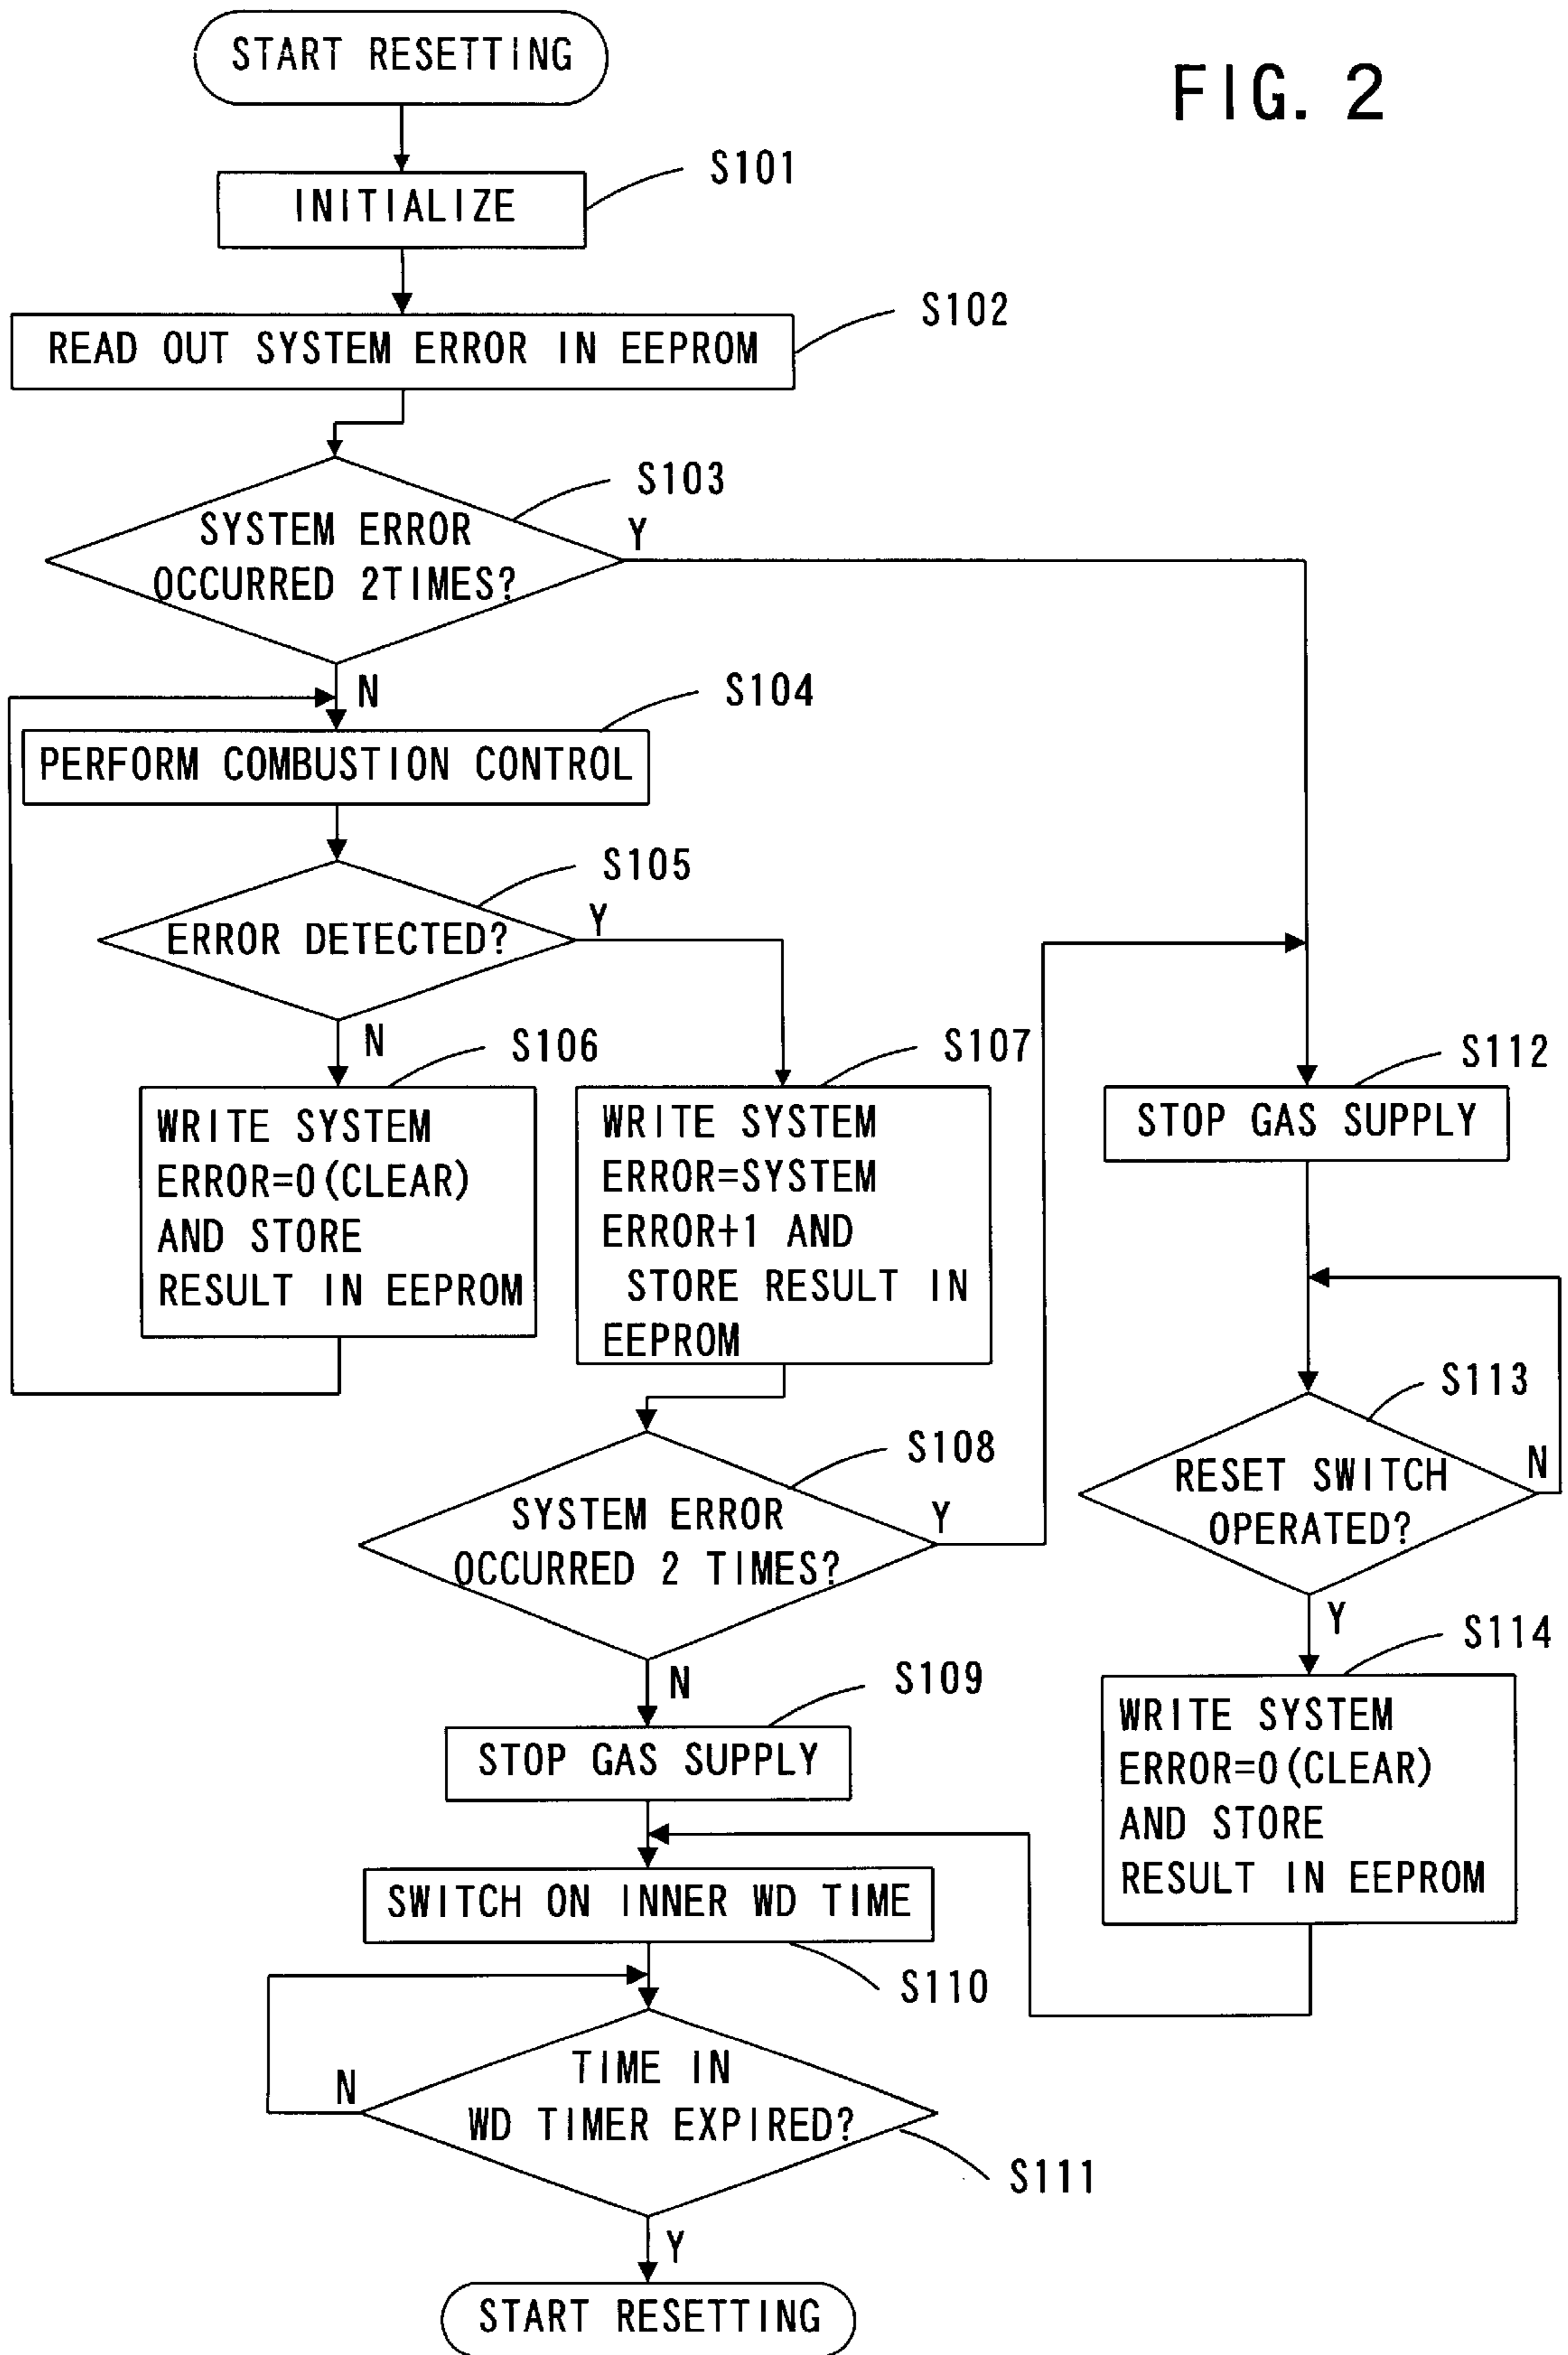 START RESETTING
FIG. 2
S101
INITIALIZE
S102
READ OUT SYSTEM ERROR IN EEPROM
S103
SYSTEM ERROR
OCCURRED 2TIMES?
Y
N
S104
PERFORM COMBUSTION CONTROL
S105
ERROR DETECTED?
Y
N
S106
WRITE SYSTEM
ERROR=0(CLEAR)
AND STORE
RESULT IN EEPROM
S107
WRITE SYSTEM
ERROR=SYSTEM
ERROR+1 AND
STORE RESULT IN
EEPROM
S108
SYSTEM ERROR
OCCURRED 2 TIMES?
Y
N
S109
STOP GAS SUPPLY
SWITCH ON INNER WD TIME
S110
TIME IN
WD TIMER EXPIRED?
N
S111
Y
START RESETTING
S112
STOP GAS SUPPLY
S113
RESET SWITCH
OPERATED?
N
Y
S114
WRITE SYSTEM
ERROR=0(CLEAR)
AND STORE
RESULT IN EEPROM